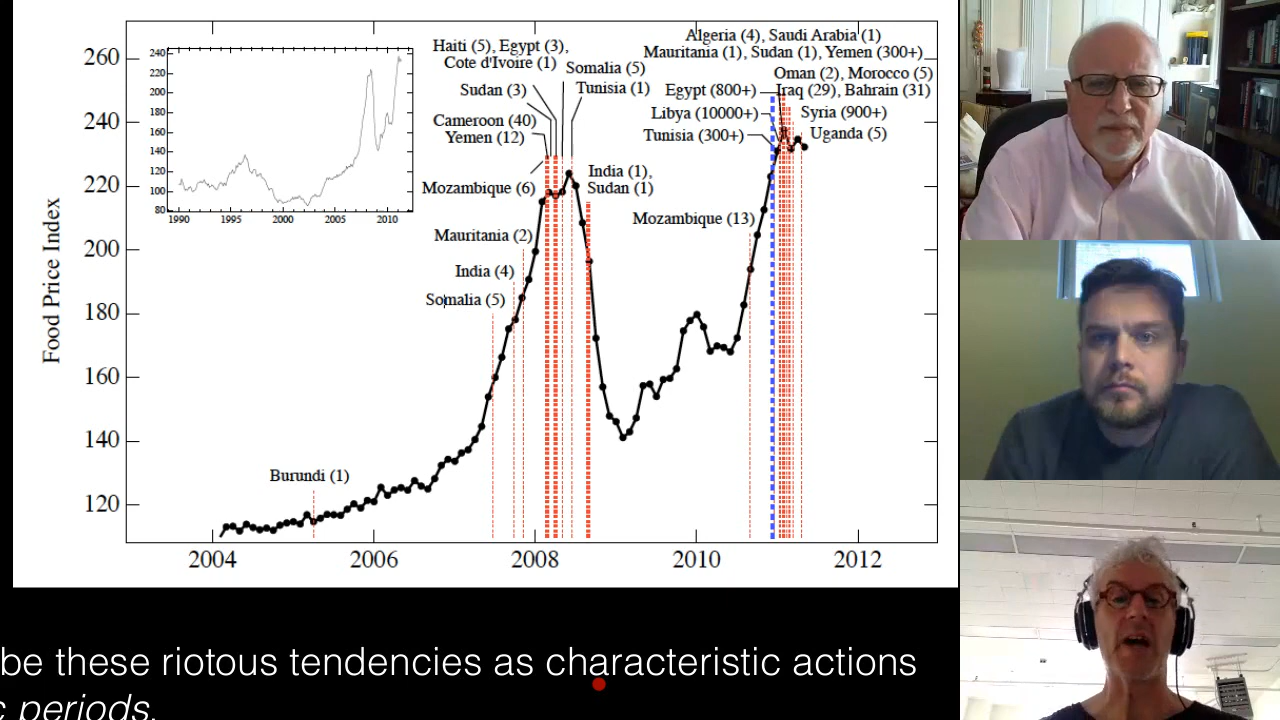 Haiti (5), Egypt (3),
Cote d'Ivoire (1)
Somalia (5)
Tunisia (1)
Sudan (3)
Cameroon (40)
Yemen (12)
Mozambique (6)
Mauritania (2)
India (4)
Somalia (5)
Burundi (1)
India (1),
Sudan (1)
Mozambique (13)
Algeria (4), Saudi Arabia (1)
Mauritania (1), Sudan (1), Yemen (300+)
Oman (2), Morocco (5)
Egypt (800+)
Iraq (29), Bahrain (31)
Libya (10000+)
Syria (900+)
Tunisia (300+)
Uganda (5)
Food Price Index
260
240
220
200
180
160
140
120
2004 2006 2008 2010 2012
240
220
200
180
160
140
120
100
80
1990 1995 2000 2005 2010
be these riotous tendencies as characteristic actions
c periods.